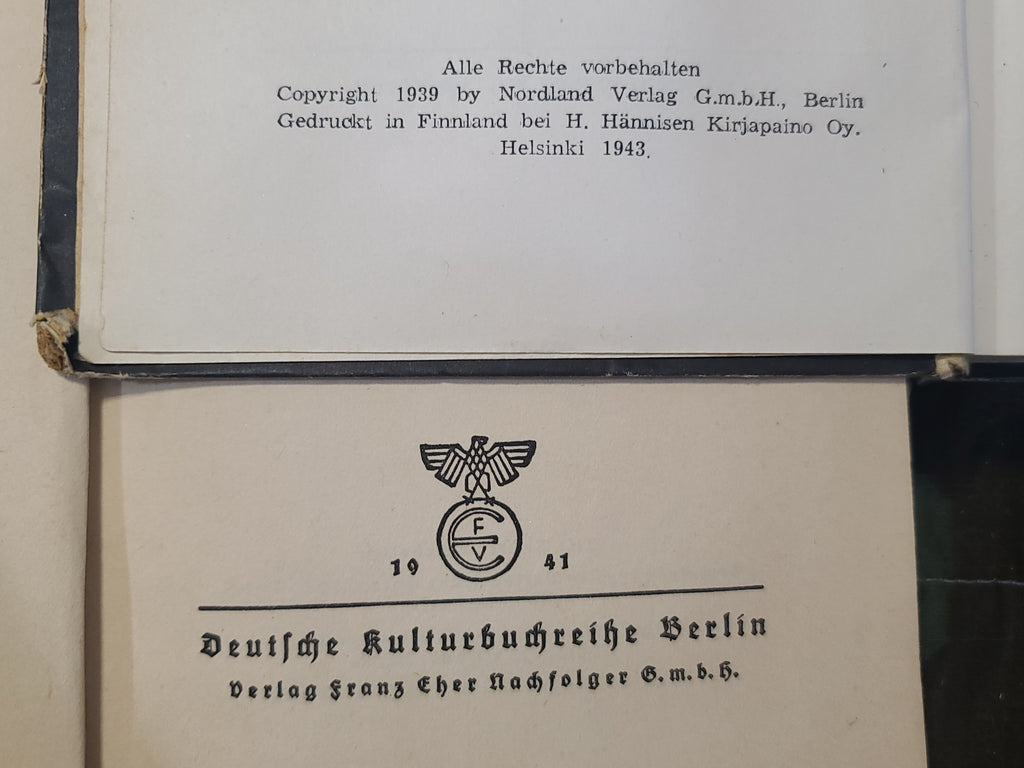 Alle Rechte vorbehalten
Copyright 1939 by Nordland Verlag G.m.b.H., Berlin
Gedruckt in Finnland bei H. Hännisen Kirjapaino Oy.
Helsinki 1943.
F
E
V
19 41
Deutſche Kulturbuchreihe Berlin
Verlag Franz Eher Nachfolger G.m.b.H.